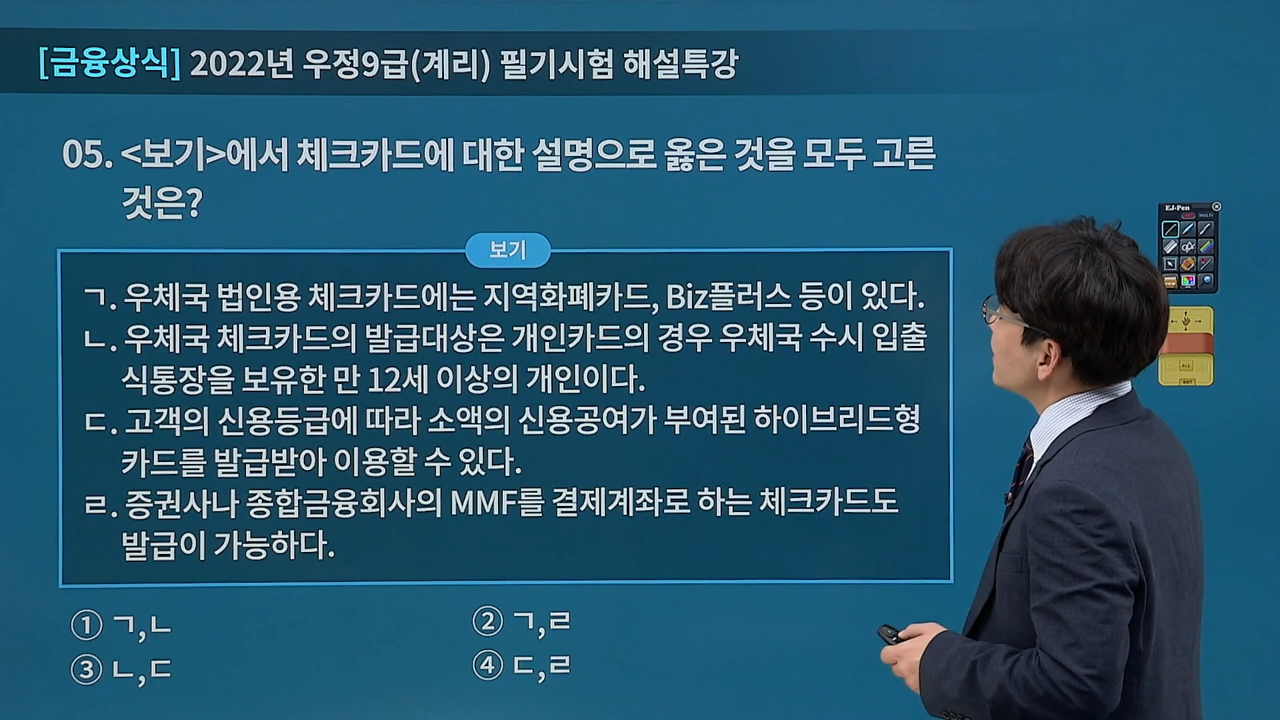 [금융상식] 2022년 우정9급(계리) 필기시험 해설특강
05. <보기>에서 체크카드에 대한 설명으로 옳은 것을 모두 고른
것은?
보기
ㄱ. 우체국 법인용 체크카드에는 지역화폐카드, Biz플러스 등이 있다.
ㄴ. 우체국 체크카드의 발급대상은 개인카드의 경우 우체국 수시 입출
식통장을 보유한 만 12세 이상의 개인이다.
ㄷ. 고객의 신용등급에 따라 소액의 신용공여가 부여된 하이브리드형
카드를 발급받아 이용할 수 있다.
ㄹ. 증권사나 종합금융회사의 MMF를 결제계좌로 하는 체크카드도
발급이 가능하다.
① ㄱ,ㄴ
② ㄱ,ㄹ
③ ㄴ,ㄷ
④ ㄷ,ㄹ
EJ-Pen
ALL
EXIT